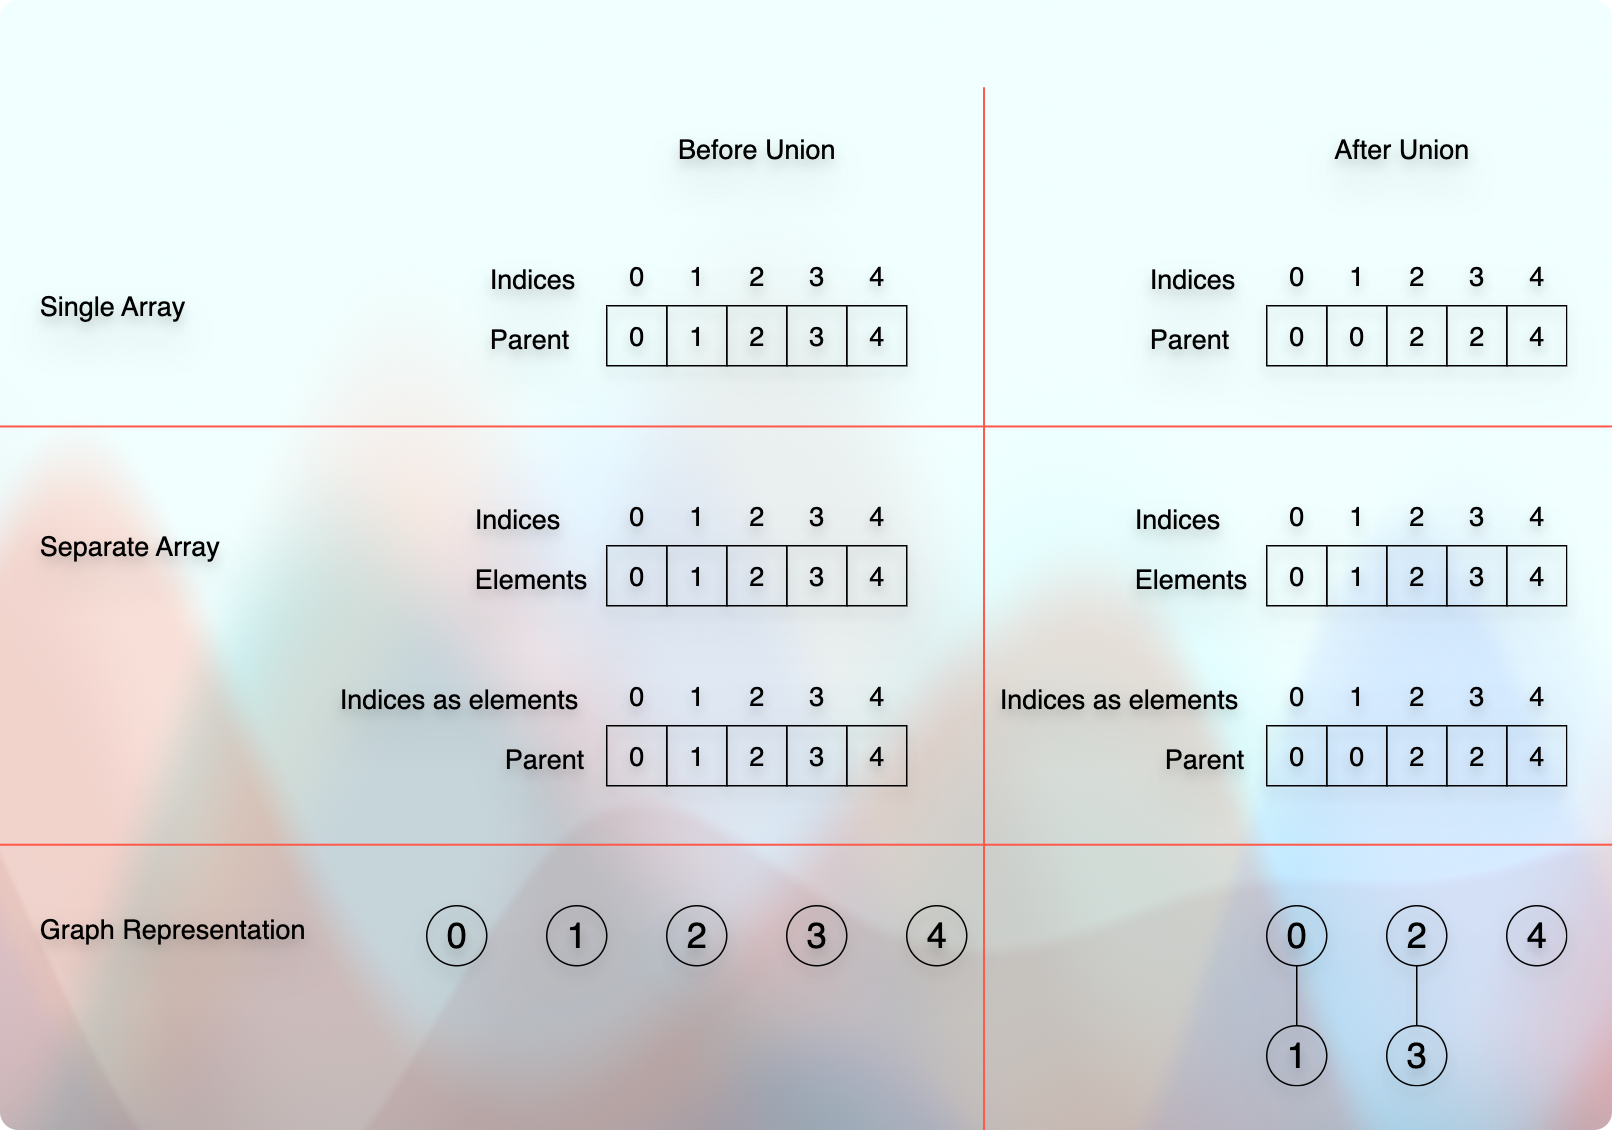 Before Union
After Union
Single Array
Indices 0 1 2 3 4
Parent 0 1 2 3 4
Indices 0 1 2 3 4
Parent 0 0 2 2 4
Separate Array
Indices 0 1 2 3 4
Elements 0 1 2 3 4
Indices as elements 0 1 2 3 4
Parent 0 1 2 3 4
Indices 0 1 2 3 4
Elements 0 1 2 3 4
Indices as elements 0 1 2 3 4
Parent 0 0 2 2 4
Graph Representation
0 1 2 3 4
0 2 4
1 3